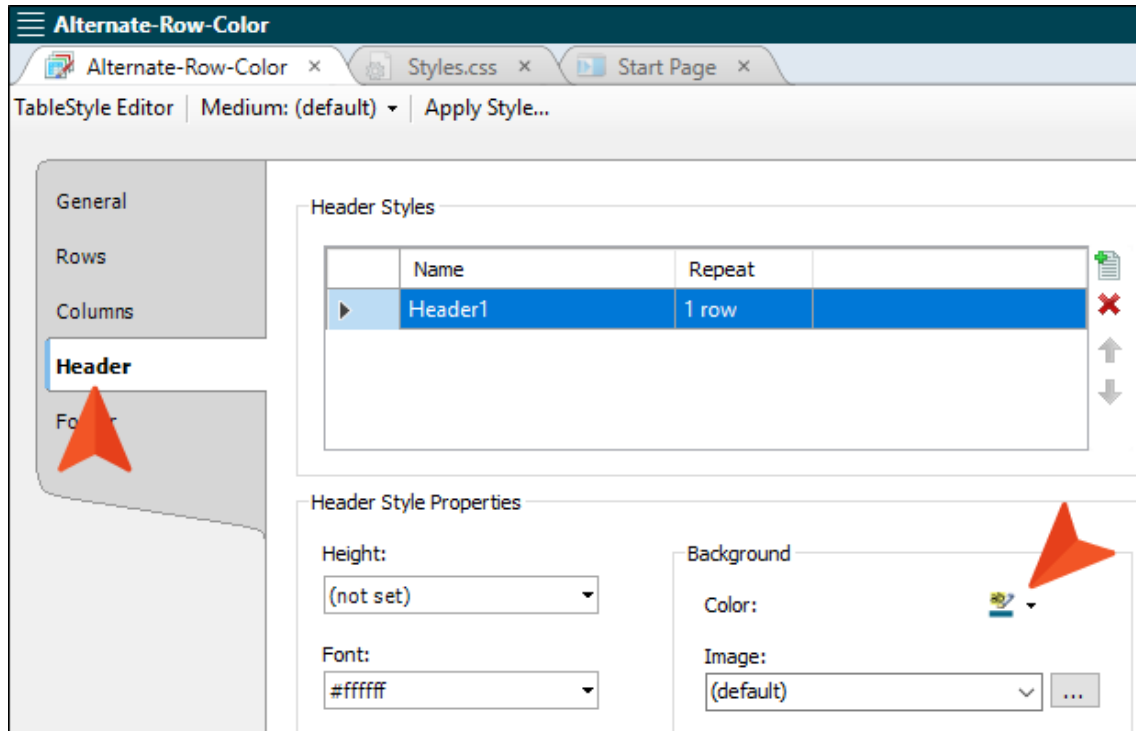 Alternate-Row-Color
Alternate-Row-Color × Styles.css × Start Page ×
TableStyle Editor Medium: (default) Apply Style...
General
Rows
Columns
Header
Header Styles
Name Repeat
Header1 1 row
Header Style Properties
Height:
(not set)
Font:
#ffffff
Background
Color:
Image:
(default) ...